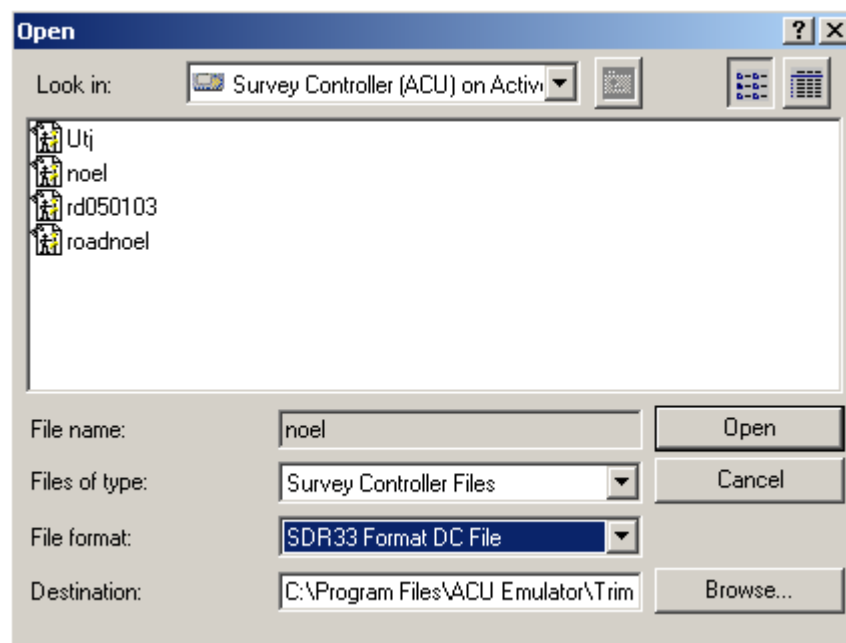 Open
Look in: Survey Controller (ACU) on Activ
Utj
noel
rd050103
roadnoel
File name: noel Open
Files of type: Survey Controller Files Cancel
File format: SDR33 Format DC File
Destination: C:\Program Files\ACU Emulator\Trim Browse...